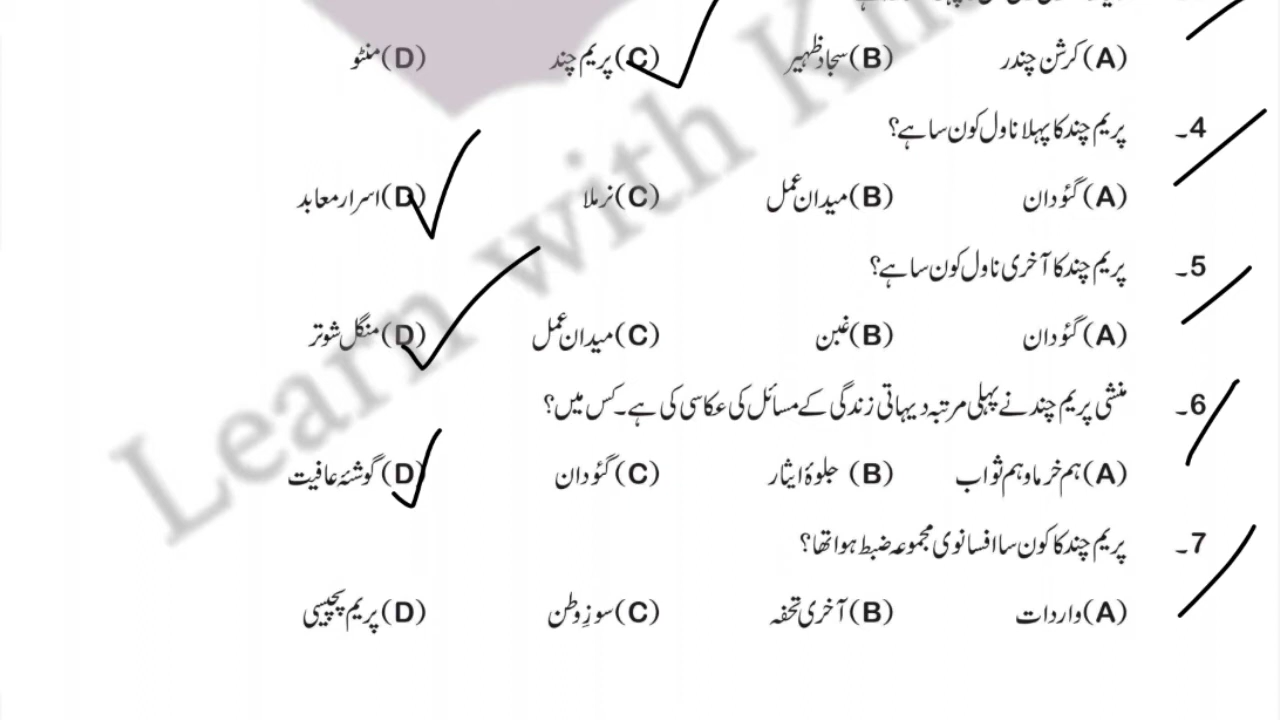 (A) کرشن چندر (B) سجاد ظہیر (C) پریم چند (D) منٹو
4۔ پریم چند کا پہلا ناول کون سا ہے؟
(A) گئودان (B) میدان عمل (C) نرملا (D) اسرار معابد
5۔ پریم چند کا آخری ناول کون سا ہے؟
(A) گئودان (B) غبن (C) میدان عمل (D) منگل شوتر
6۔ منشی پریم چند نے پہلی مرتبہ دیہاتی زندگی کے مسائل کی عکاسی کی ہے۔ کس میں؟
(A) ہم خرما و ہم ثواب (B) جلوۂ ایثار (C) گئودان (D) گوشئہ عافیت
7۔ پریم چند کا کون سا افسانوی مجموعہ ضبط ہوا تھا؟
(A) واردات (B) آخری تحفہ (C) سوزِ وطن (D) پریم پچیسی
Learn with